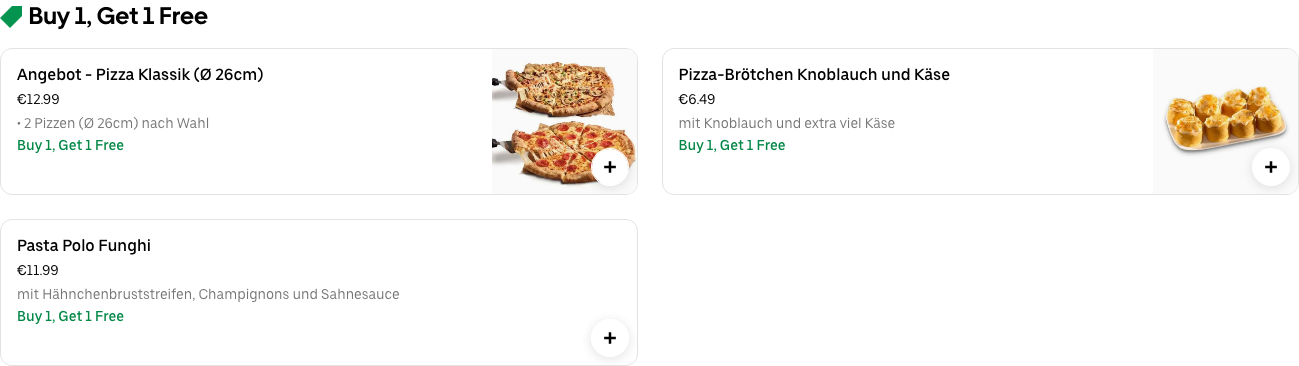 Buy 1, Get 1 Free
Angebot - Pizza Klassik (Ø 26cm)
€12.99
• 2 Pizzen (Ø 26cm) nach Wahl
Buy 1, Get 1 Free
Pizza-Brötchen Knoblauch und Käse
€6.49
mit Knoblauch und extra viel Käse
Buy 1, Get 1 Free
Pasta Polo Funghi
€11.99
mit Hähnchenbruststreifen, Champignons und Sahnesauce
Buy 1, Get 1 Free